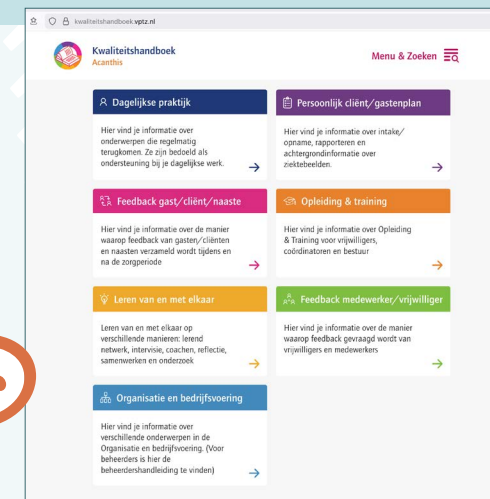 kwaliteitshandboek.vptz.nl
Kwaliteitshandboek
Acanthis
Menu & Zoeken
Dagelijkse praktijk
Hier vind je informatie over
onderwerpen die regelmatig
terugkomen. Ze zijn bedoeld als
ondersteuning bij je dagelijkse werk.
Persoonlijk cliënt/gastenplan
Hier vind je informatie over intake/
opname, rapporteren en
achtergrondinformatie over
ziektebeelden.
Feedback gast/cliënt/naaste
Hier vind je informatie over de manier
waarop feedback van gasten/cliënten
en naasten verzameld wordt tijdens en
na de zorgperiode
Opleiding & training
Hier vind je informatie over Opleiding
& Training voor vrijwilligers,
coördinatoren en bestuur
Leren van en met elkaar
Leren van en met elkaar op
verschillende manieren: lerend
netwerk, intervisie, coachen, reflectie,
samenwerken en onderzoek
Feedback medewerker/vrijwilliger
Hier vind je informatie over de manier
waarop feedback gevraagd wordt van
vrijwilligers en medewerkers
Organisatie en bedrijfsvoering
Hier vind je informatie over
verschillende onderwerpen in de
Organisatie en bedrijfsvoering. (Voor
beheerders is hier de
beheerdershandleiding te vinden)